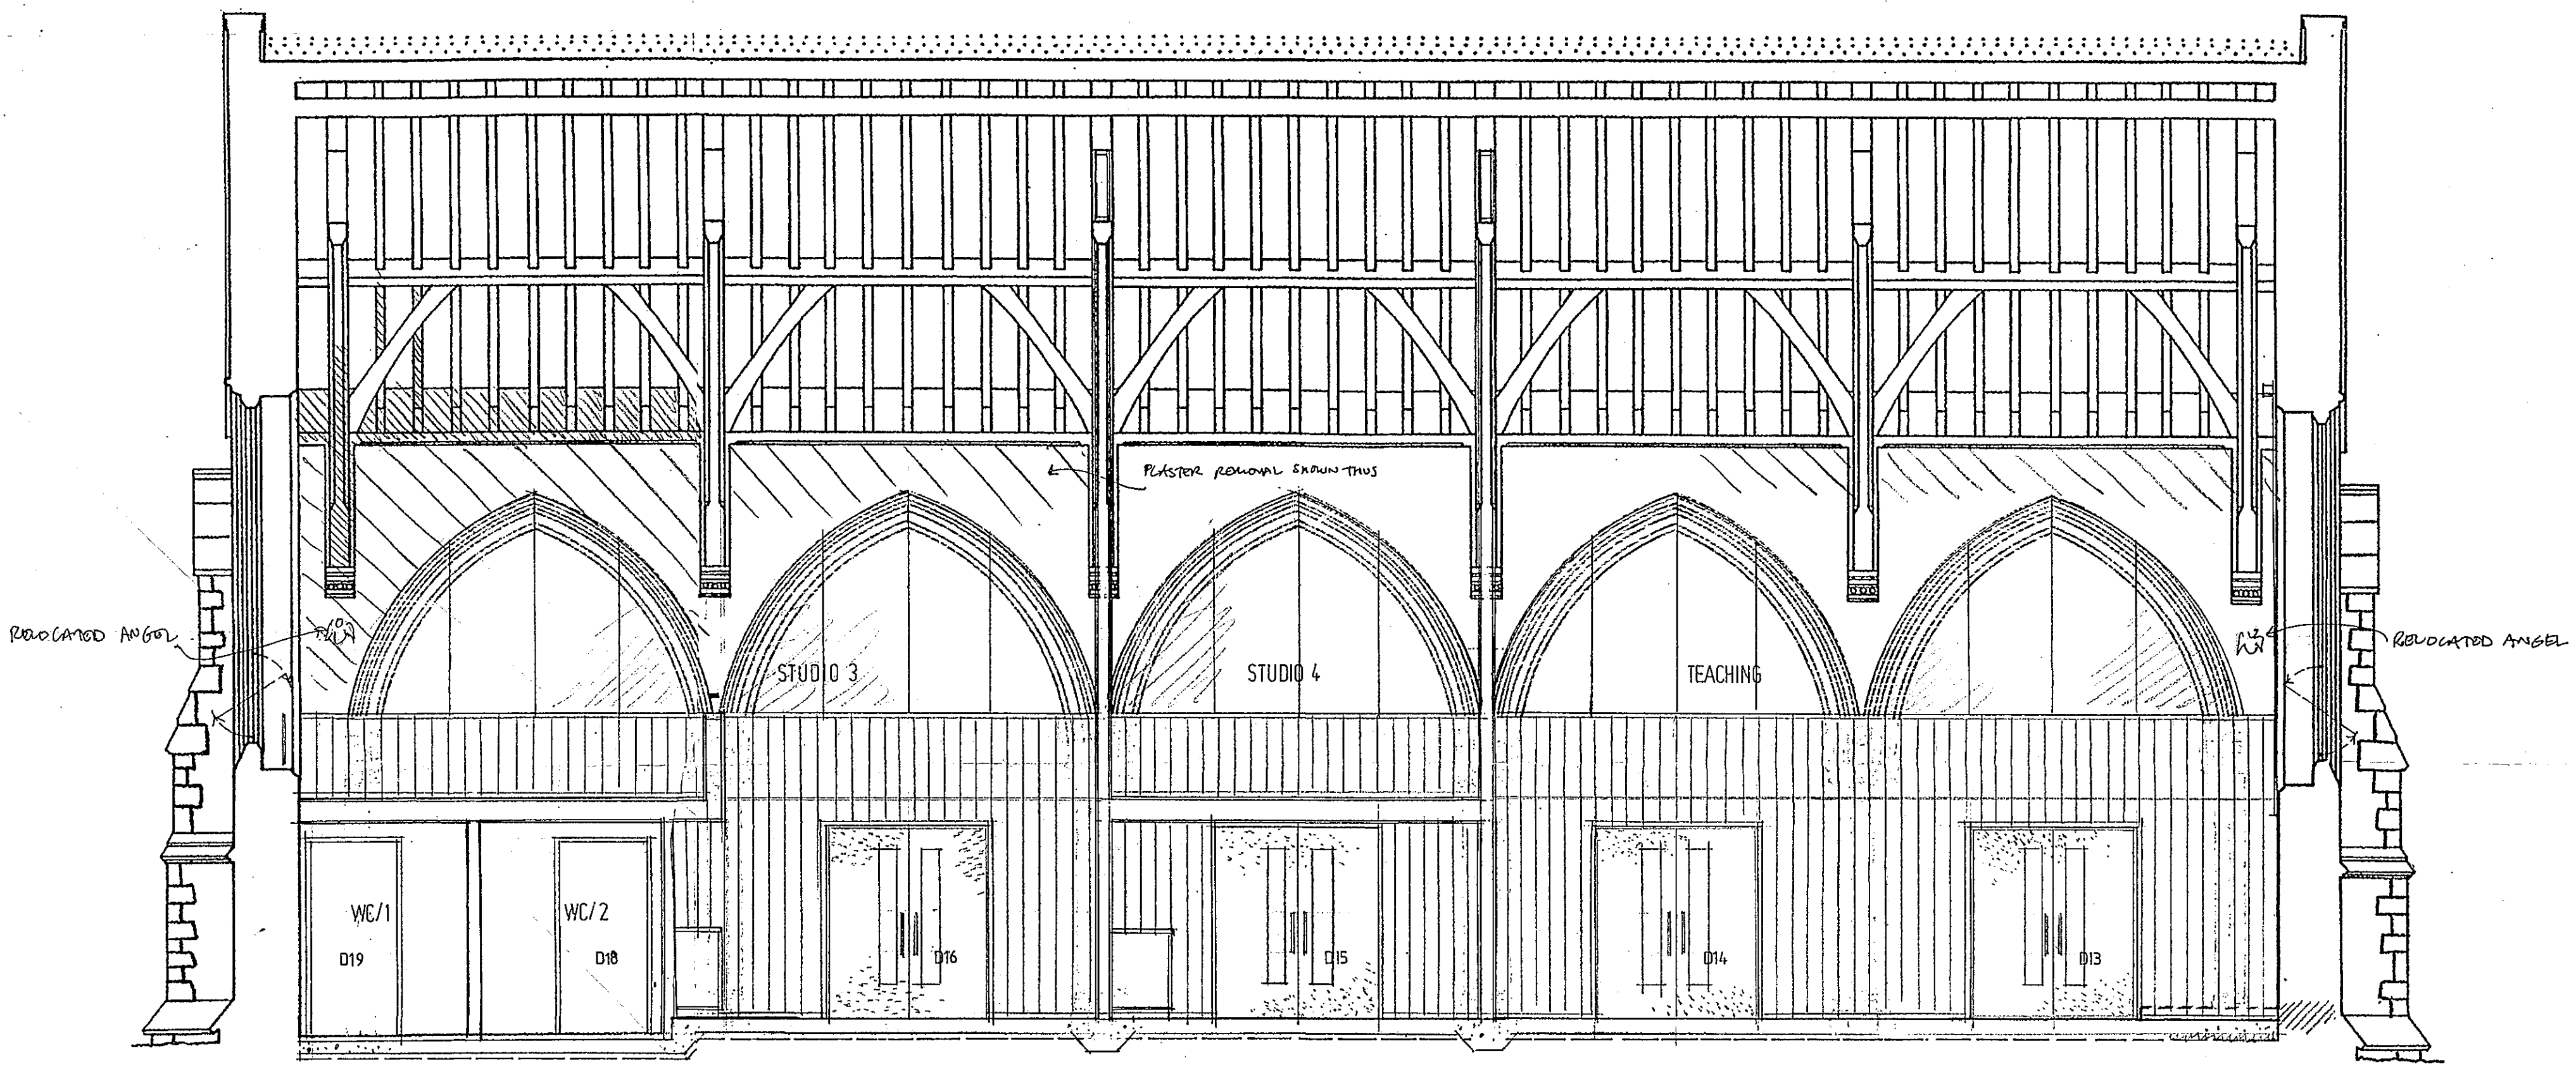 PLASTER REMOVAL SHOWN THUS
RELOCATED ANGEL
RELOCATED ANGEL
STUDIO 3
STUDIO 4
TEACHING
WC/1
WC/2
D19
D18
D16
D15
D14
D13